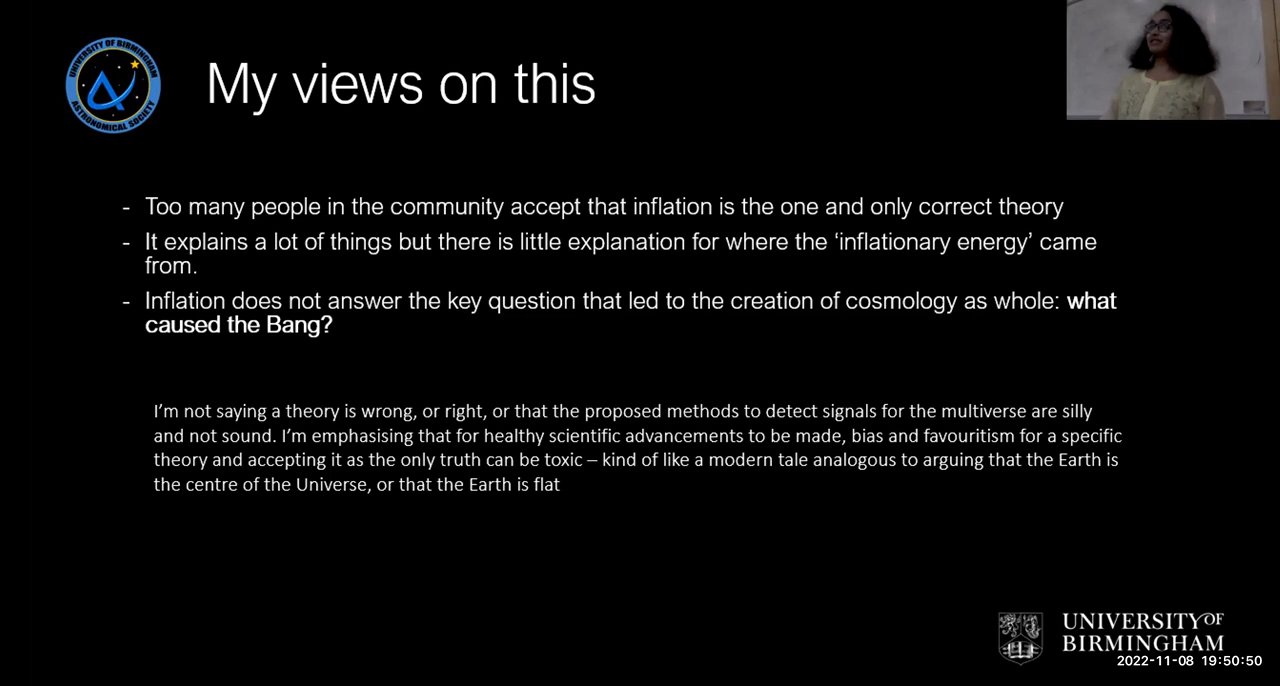 UNIVERSITY OF BIRMINGHAM
ASTRONOMICAL SOCIETY
My views on this
- Too many people in the community accept that inflation is the one and only correct theory
- It explains a lot of things but there is little explanation for where the ‘inflationary energy’ came
from.
- Inflation does not answer the key question that led to the creation of cosmology as whole: what
caused the Bang?
I’m not saying a theory is wrong, or right, or that the proposed methods to detect signals for the multiverse are silly
and not sound. I’m emphasising that for healthy scientific advancements to be made, bias and favouritism for a specific
theory and accepting it as the only truth can be toxic – kind of like a modern tale analogous to arguing that the Earth is
the centre of the Universe, or that the Earth is flat
UNIVERSITY OF
BIRMINGHAM
2022-11-08 19:50:50